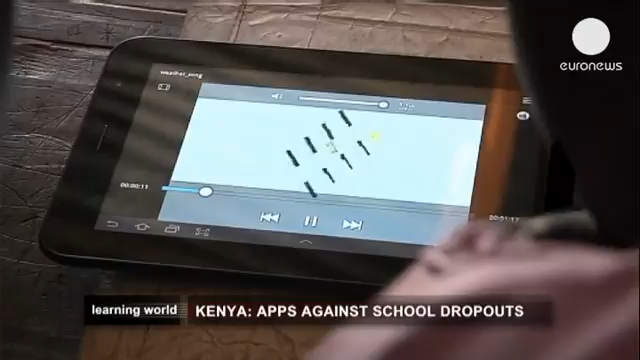 euronews
weather_song
00:00:11
learning world
KENYA: APPS AGAINST SCHOOL DROPOUTS